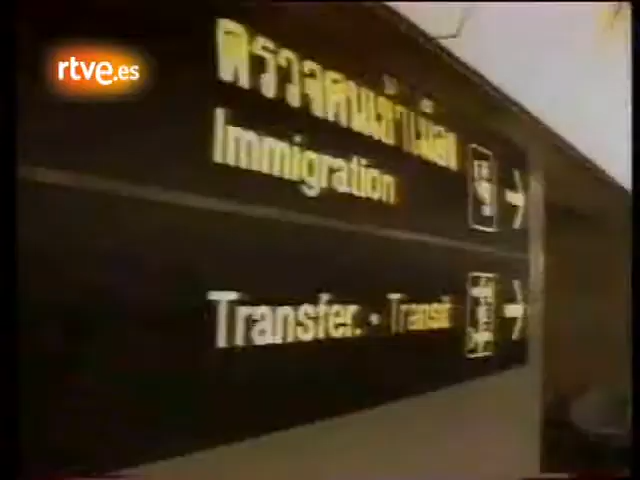 rtve.es
ตรวจคนเข้าเมือง
Immigration
Transfer. - Transit